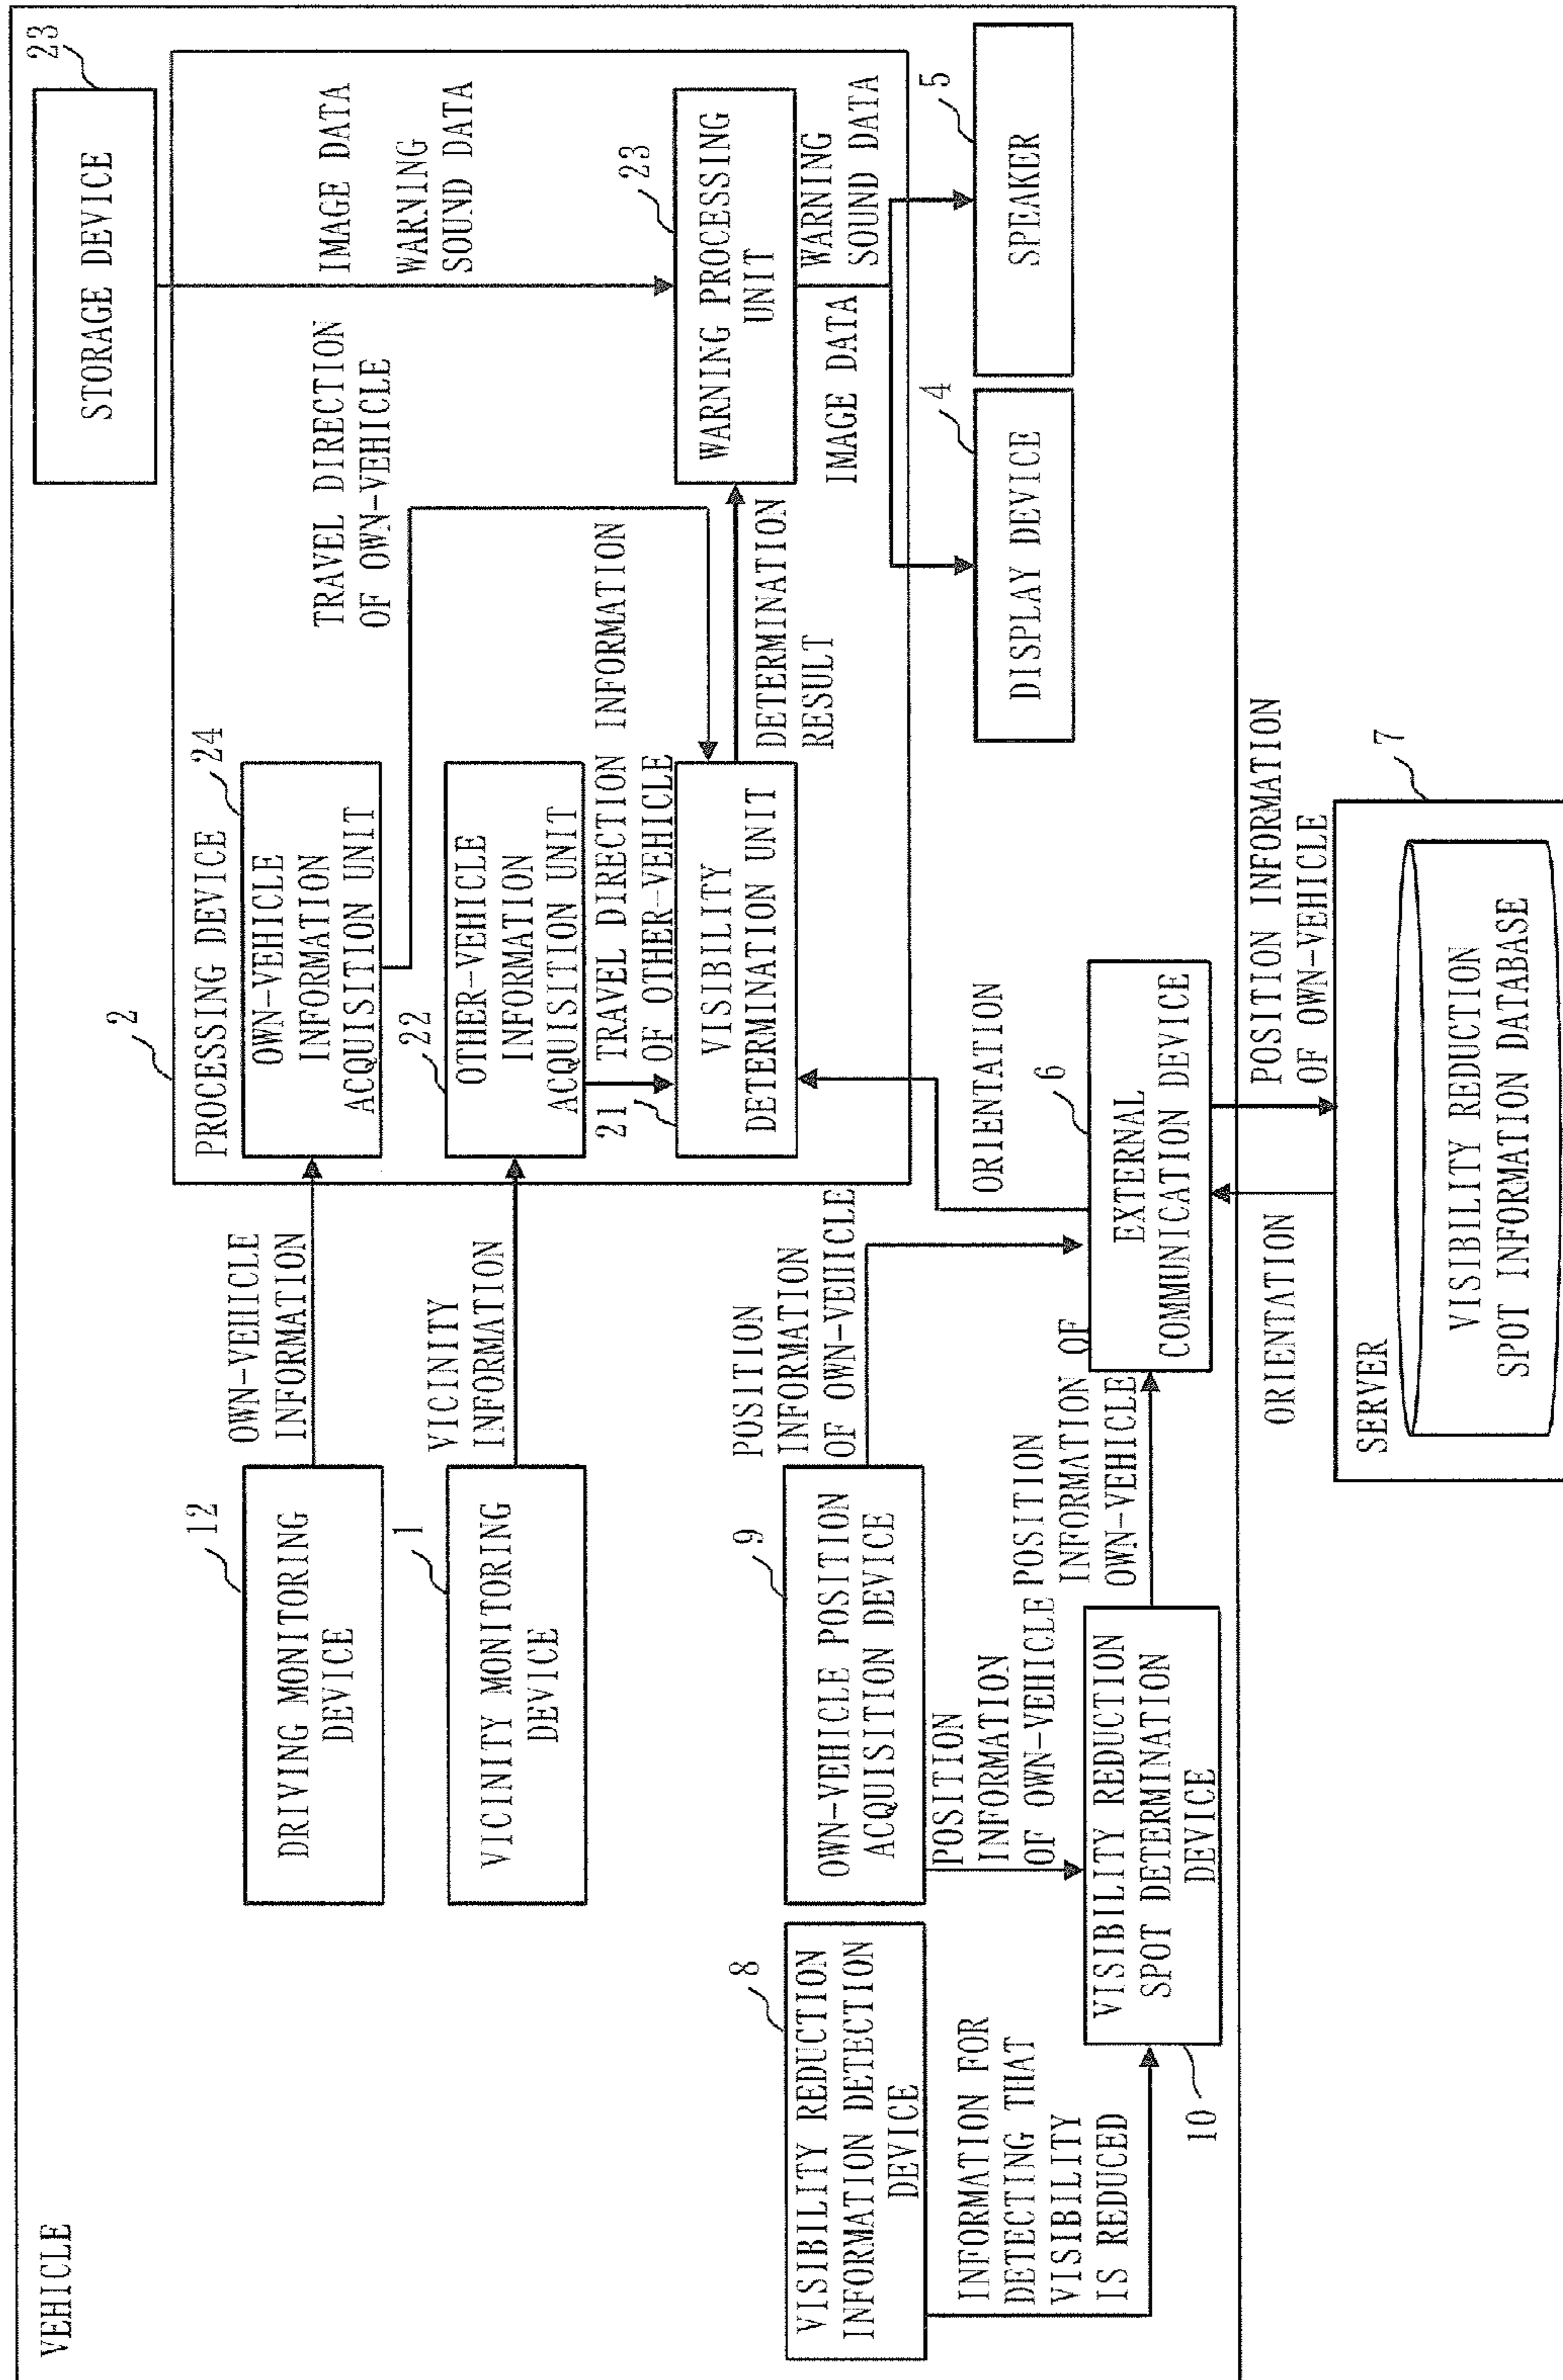 VEHICLE
12
DRIVING MONITORING
DEVICE
OWN-VEHICLE
INFORMATION
1
VICINITY MONITORING
DEVICE
VICINITY
INFORMATION
2
PROCESSING DEVICE
24
OWN-VEHICLE
INFORMATION
ACQUISITION UNIT
TRAVEL DIRECTION
OF OWN-VEHICLE
22
OTHER-VEHICLE
INFORMATION
ACQUISITION UNIT
TRAVEL DIRECTION INFORMATION
OF OTHER-VEHICLE
21
VISIBILITY
DETERMINATION UNIT
DETERMINATION
RESULT
23
STORAGE DEVICE
IMAGE DATA
WARNING
SOUND DATA
23
WARNING PROCESSING
UNIT
IMAGE DATA
WARNING
SOUND DATA
4
DISPLAY DEVICE
5
SPEAKER
8
VISIBILITY REDUCTION
INFORMATION DETECTION
DEVICE
INFORMATION FOR
DETECTING THAT
VISIBILITY
IS REDUCED
9
OWN-VEHICLE POSITION
ACQUISITION DEVICE
POSITION
INFORMATION
OF OWN-VEHICLE
POSITION
INFORMATION
OF OWN-VEHICLE
10
VISIBILITY REDUCTION
SPOT DETERMINATION
DEVICE
POSITION
INFORMATION OF
OWN-VEHICLE
6
EXTERNAL
COMMUNICATION DEVICE
ORIENTATION
ORIENTATION
POSITION INFORMATION
OF OWN-VEHICLE
7
SERVER
VISIBILITY REDUCTION
SPOT INFORMATION DATABASE